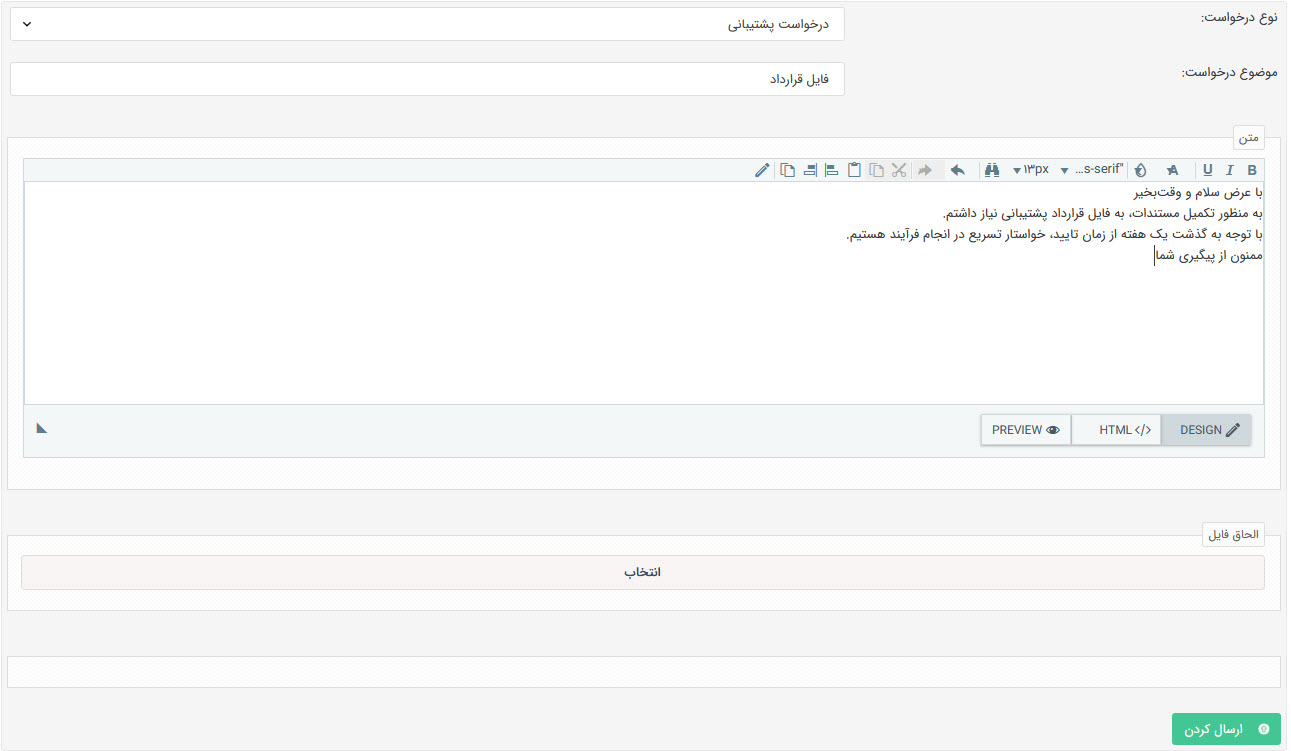 نوع درخواست:
درخواست پشتیبانی
موضوع درخواست:
فایل قرارداد
متن
B I U A "s-serif... ۱۳px
با عرض سلام و وقت‌بخیر
به منظور تکمیل مستندات، به فایل قرارداد پشتیبانی نیاز داشتم.
با توجه به گذشت یک هفته از زمان تایید، خواستار تسریع در انجام فرآیند هستیم.
ممنون از پیگیری شما
DESIGN HTML PREVIEW
الحاق فایل
انتخاب
ارسال کردن